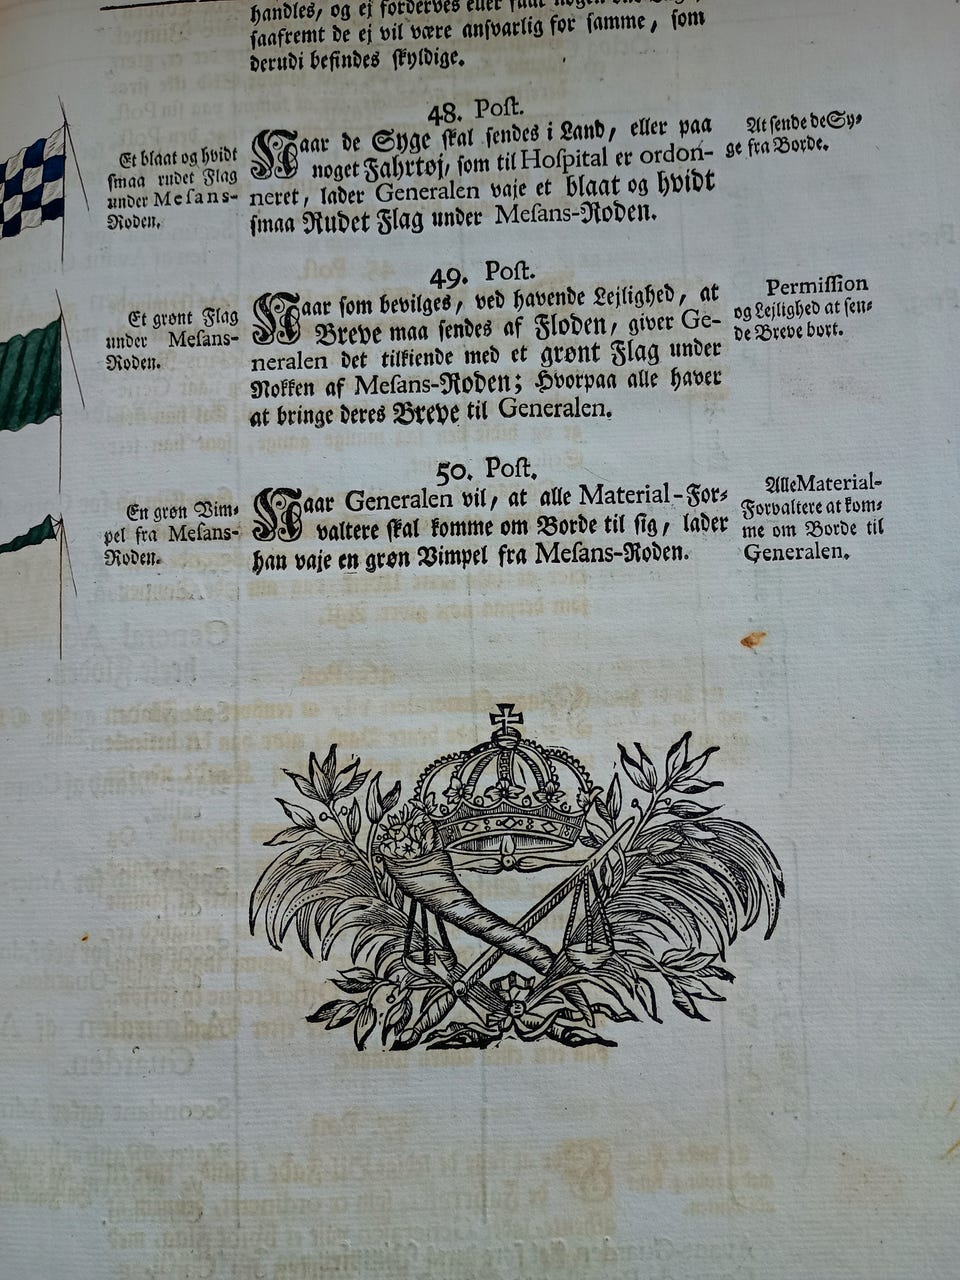 handles, og ej forderves eller
saafremt de ej vil være ansvarlig for samme, som
derudi befindes skyldige.
48. Post.
Et blaat og hvidt
smaa rudet Flag
under Mesans-
Roden.
Naar de Syge skal sendes i Land, eller paa
noget Fahrtøj, som til Hospital er ordon-
neret, lader Generalen vaje et blaat og hvidt
smaa Rudet Flag under Mesans-Roden.
At sende de Sy-
ge fra Borde.
49. Post.
Et grønt Flag
under Mesans-
Roden.
Naar som bevilges, ved havende Lejlighed, at
Breve maa sendes af Floden, giver Ge-
neralen det tilkiende med et grønt Flag under
Nokken af Mesans-Roden; Hvorpaa alle haver
at bringe deres Breve til Generalen.
Permission
og Lejlighed at sen-
de Breve bort.
50. Post.
En grøn Vim-
pel fra Mesans-
Roden.
Naar Generalen vil, at alle Material-For-
valtere skal komme om Borde til sig, lader
han vaje en grøn Vimpel fra Mesans-Roden.
Alle Material-
Forvaltere at kom-
me om Borde til
Generalen.